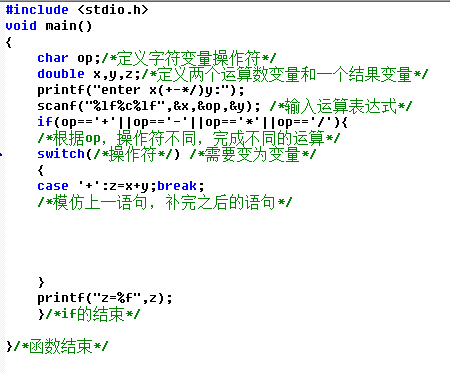 #include <stdio.h>
void main()
{
char op;/*定义字符变量操作符*/
double x,y,z;/*定义两个运算数变量和一个结果变量*/
printf("enter x(+-*/)y:");
scanf("%lf%c%lf",&x,&op,&y); /*输入运算表达式*/
if(op=='+'||op=='-'||op=='*'||op=='/'){
/*根据op，操作符不同，完成不同的运算*/
switch(/*操作符*/) /*需要变为变量*/
{
case '+':z=x+y;break;
/*模仿上一语句，补完之后的语句*/
}
printf("z=%f",z);
}/*if的结束*/
}/*函数结束*/